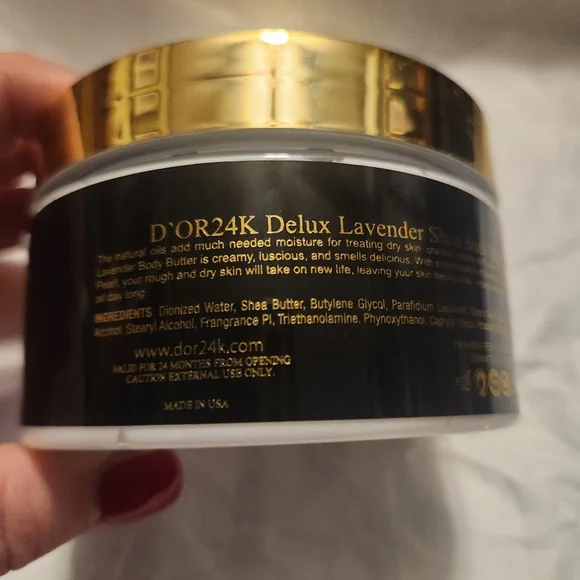 D'OR24K Delux Lavender Shea
The natural oils add much needed moisture for treating dry skin,
Lavender Body Butter is creamy, luscious, and smells delicious. With a
Pearl, your rough and dry skin will take on new life, leaving your skin
all day long.
INGREDIENTS: Dionized Water, Shea Butter, Butylene Glycol, Parafidium
Alcohol, Stearyl Alcohol, Frangrance Pl, Triethanolamine, Phynoxythanol,
www.dor24k.com
VALID FOR 24 MONTES FROM OPENING
CAUTION EXTERNAL USE ONLY.
MADE IN USA